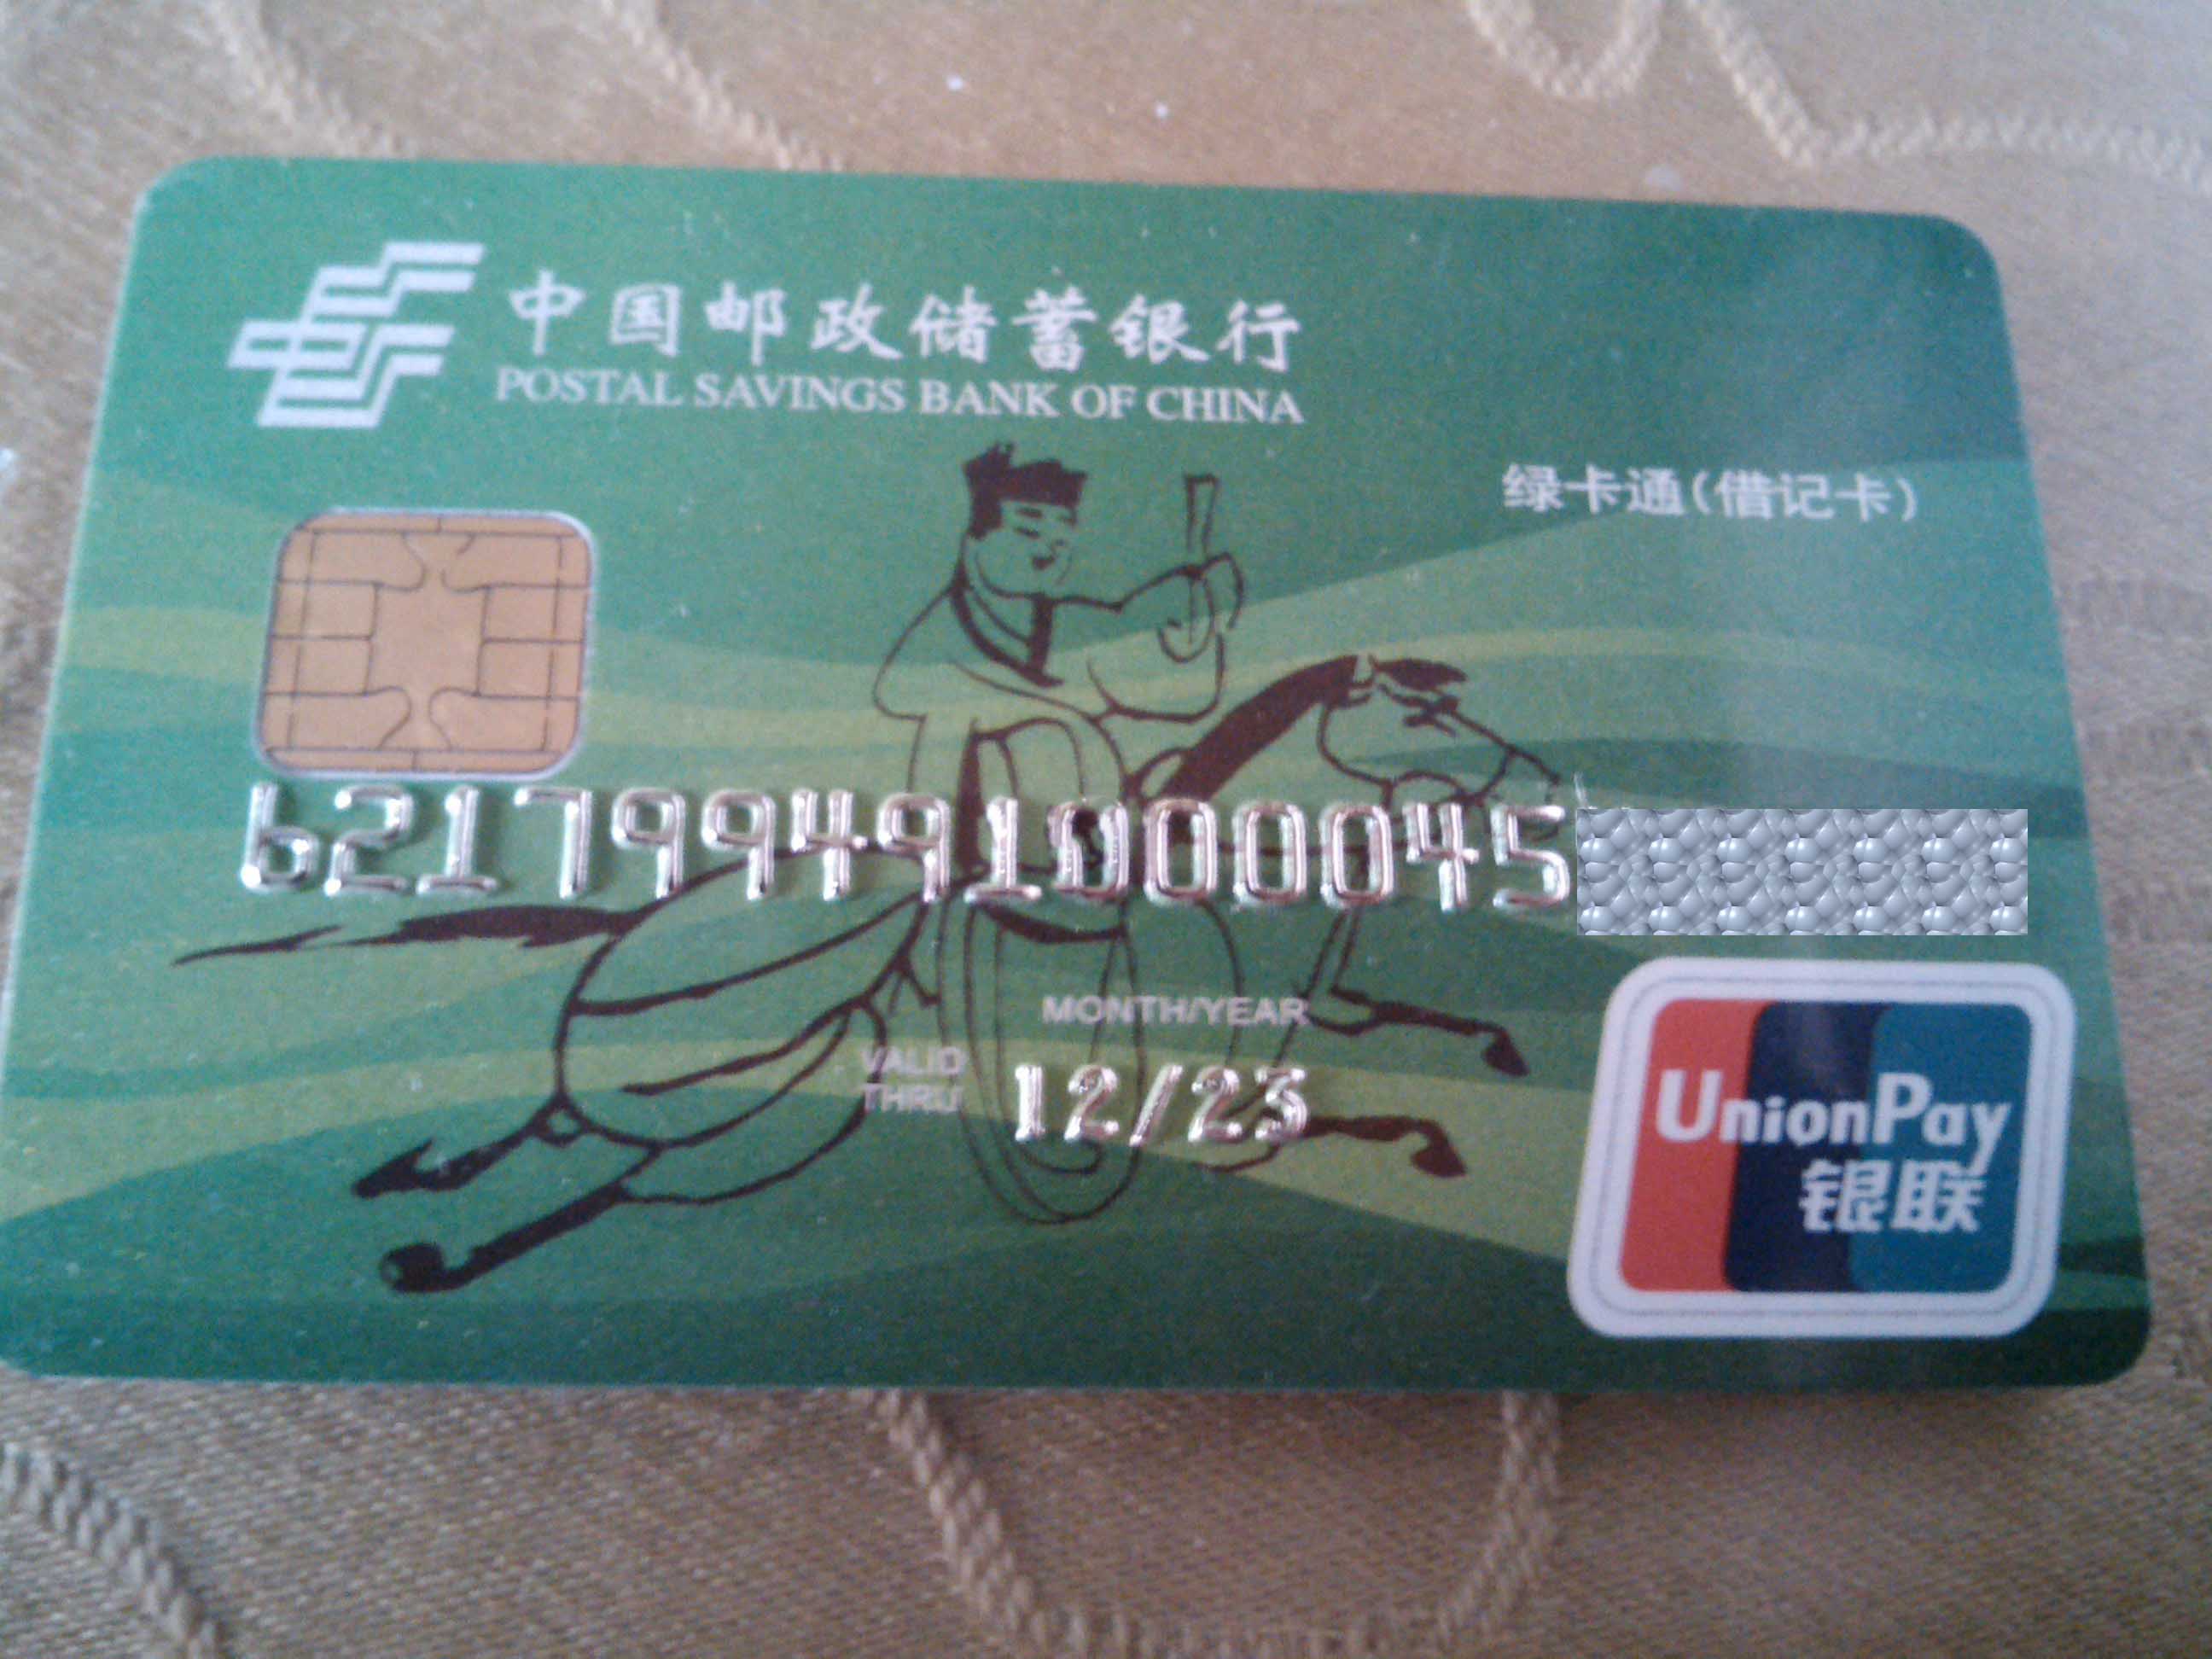 中国邮政储蓄银行
POSTAL SAVINGS BANK OF CHINA
绿卡通(借记卡)
621799491000045
MONTH/YEAR
VALID
THRU
12/23
UnionPay
银联